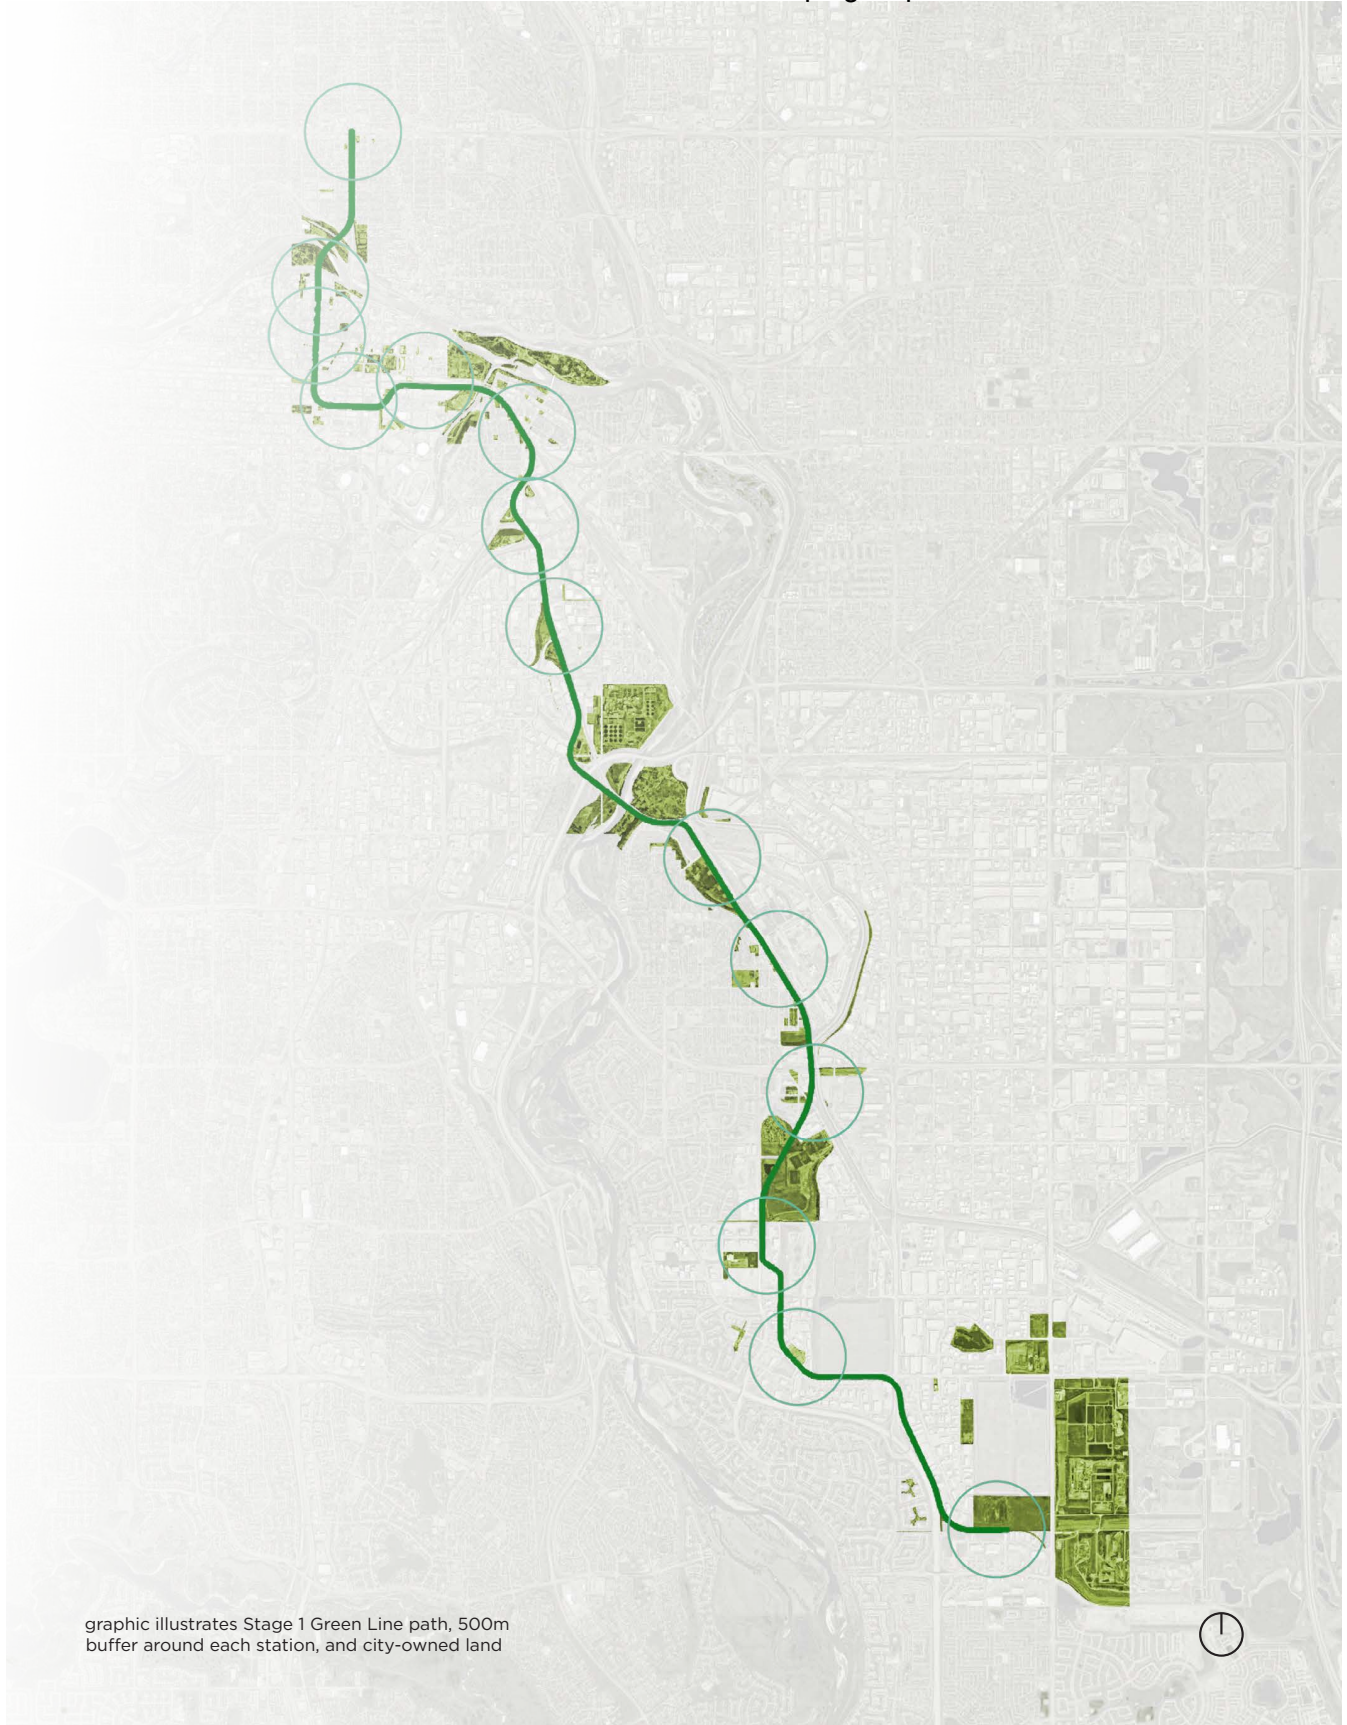 graphic illustrates Stage 1 Green Line path, 500m
buffer around each station, and city-owned land